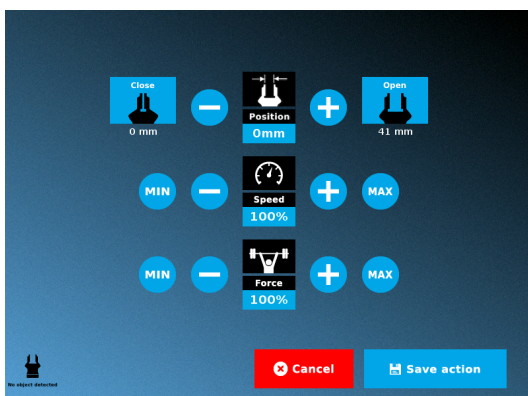 Close
Open
Position
0mm
0 mm
41 mm
MIN
Speed
100%
MAX
MIN
Force
100%
MAX
No object detected
Cancel
Save action